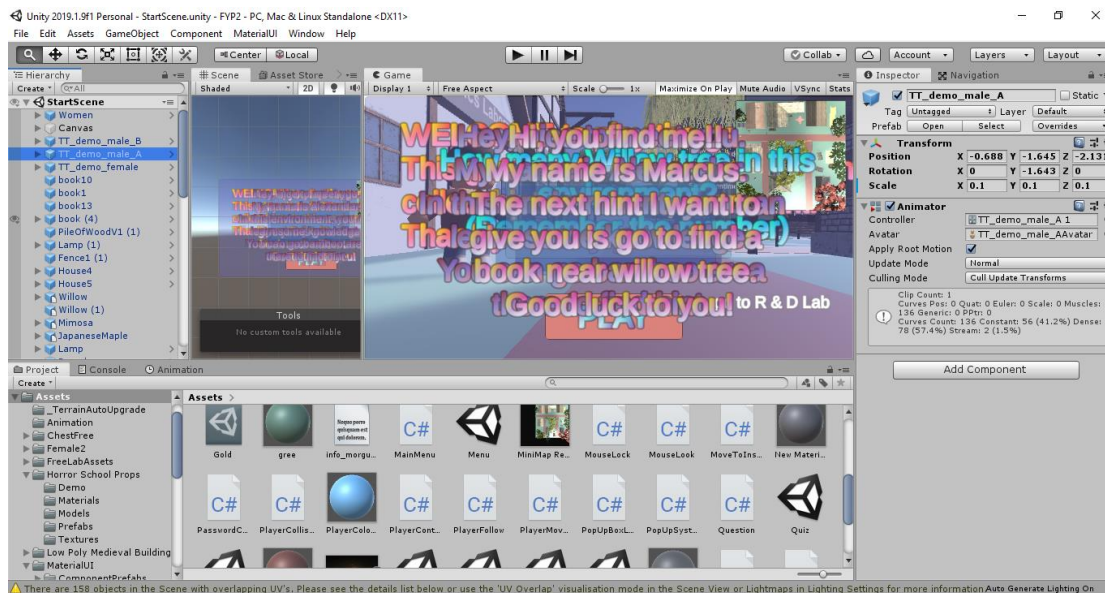 Unity 2019.1.9f1 Personal - StartScene.unity - FYP2 - PC, Mac & Linux Standalone <DX11>
File Edit Assets GameObject Component MaterialUI Window Help
Center Local Collab Account Layers Layout
Hierarchy
Create All
StartScene
Women
Canvas
TT_demo_male_B
TT_demo_male_A
TT_demo_female
book10
book1
book13
book (4)
PileOfWoodV1 (1)
Lamp (1)
Fence1 (1)
House4
House5
Willow
Willow (1)
Mimosa
JapaneseMaple
Lamp
Scene Asset Store
Shaded 2D
Tools
No custom tools available
Game
Display 1 Free Aspect Scale 1x Maximize On Play Mute Audio VSync Stats
My name is Marcus.
The next hint I want to
give you is go to find a
book near willow tree
Good luck to you!
to R & D Lab
PLAY
Inspector Navigation
TT_demo_male_A Static
Tag Untagged Layer Default
Prefab Open Select Overrides
Transform
Position X -0.688 Y -1.645 Z -2.131
Rotation X 0 Y -1.643 Z 0
Scale X 0.1 Y 0.1 Z 0.1
Animator
Controller TT_demo_male_A 1
Avatar TT_demo_male_AAvatar
Apply Root Motion
Update Mode Normal
Culling Mode Cull Update Transforms
Clip Count: 1
Curves Pos: 0 Quat: 0 Euler: 0 Scale: 0 Muscles:
136 Generic: 0 PPtr: 0
Curves Count: 136 Constant: 56 (41.2%) Dense:
78 (57.4%) Stream: 2 (1.5%)
Add Component
Project Console Animation
Create
Assets
_TerrainAutoUpgrade
Animation
ChestFree
Female2
FreeLabAssets
Horror School Props
Demo
Materials
Models
Prefabs
Textures
Low Poly Medieval Building
MaterialUI
ComponentPrefabs
Assets >
C# C# C# C# C#
Gold gree info_morgu... MainMenu Menu MiniMap Re... MouseLock MouseLook MoveToIns... New Materi...
C# C# C# C# C# C# C# C#
PasswordC... PlayerCollis... PlayerColo... PlayerCont... PlayerFollow PlayerMov... PopUpBoxL... PopUpSyst... Question Quiz
There are 158 objects in the Scene with overlapping UV's. Please see the details list below or use the 'UV Overlap' visualisation mode in the Scene View or Lightmaps in Lighting Settings for more information Auto Generate Lighting On